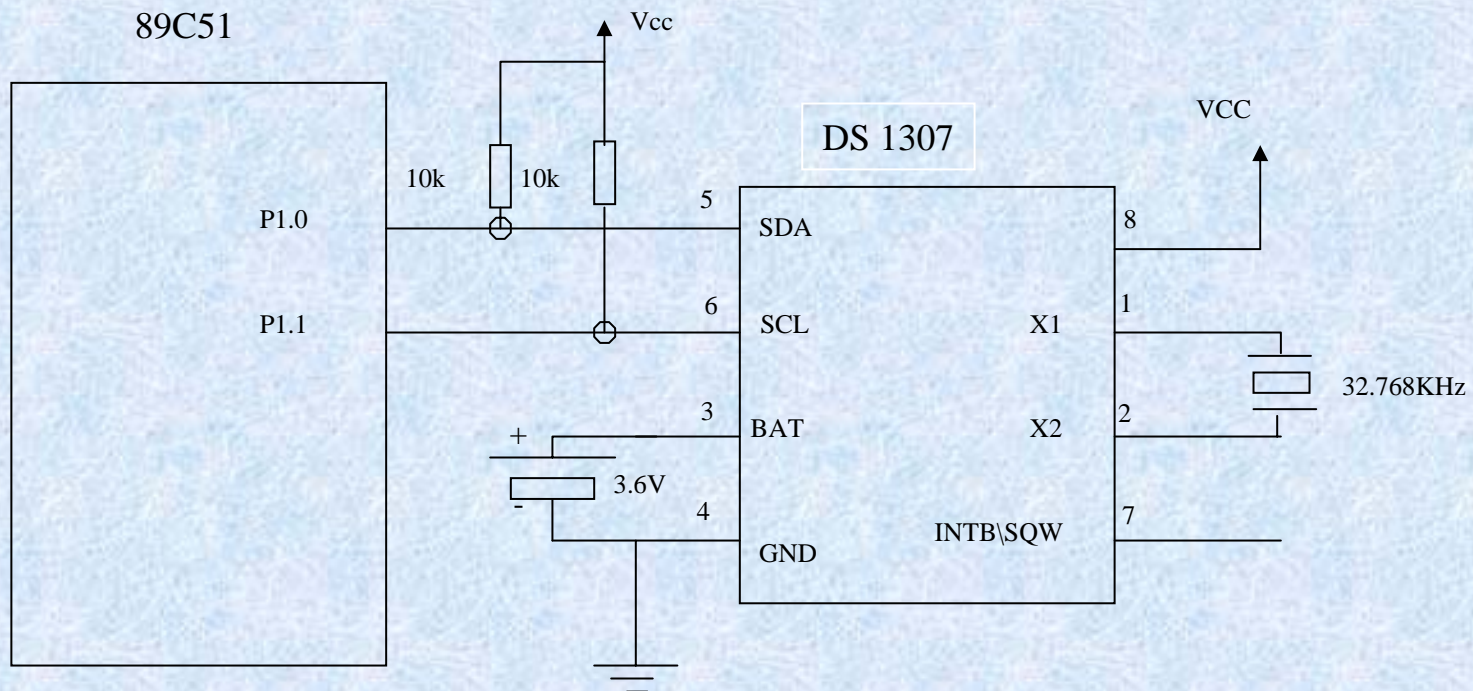 89C51
Vcc
VCC
DS 1307
10k 10k
5
8
P1.0
SDA
6
1
P1.1
SCL
X1
32.768KHz
3
2
+
BAT
X2
3.6V
-
4
7
INTB\SQW
GND